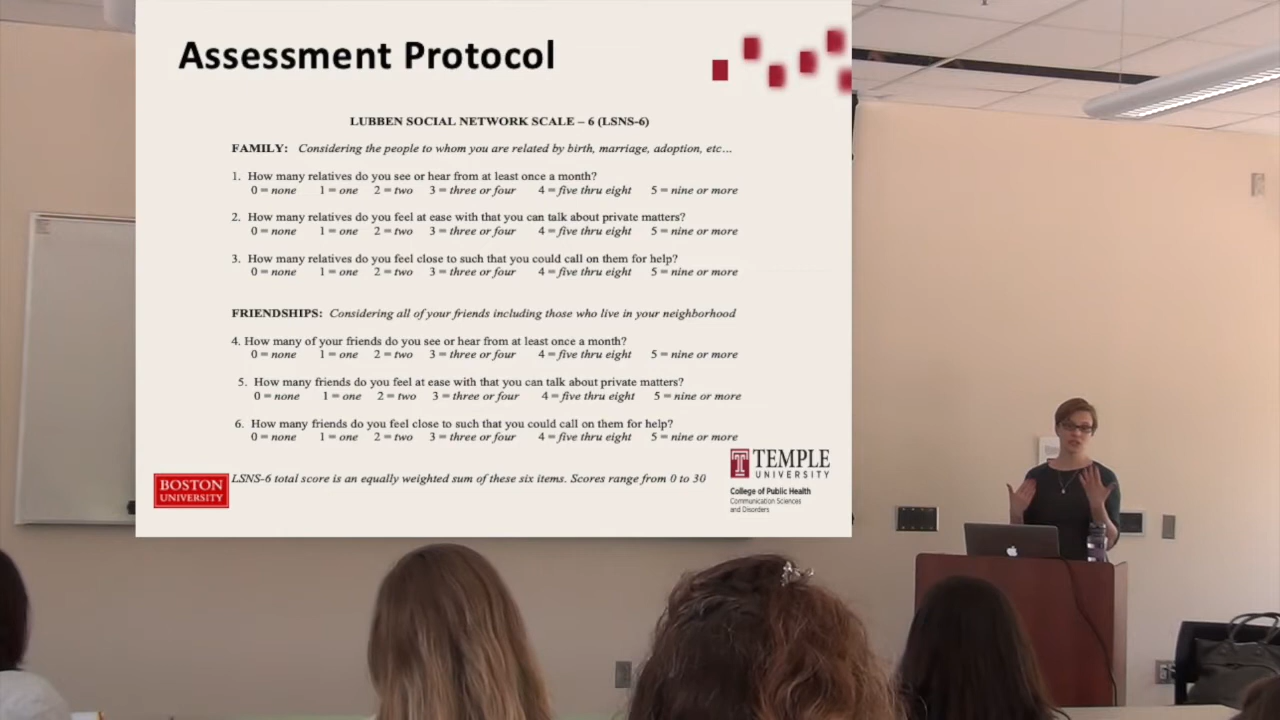 Assessment Protocol
LUBBEN SOCIAL NETWORK SCALE – 6 (LSNS-6)
FAMILY: Considering the people to whom you are related by birth, marriage, adoption, etc…
1. How many relatives do you see or hear from at least once a month?
0 = none 1 = one 2 = two 3 = three or four 4 = five thru eight 5 = nine or more
2. How many relatives do you feel at ease with that you can talk about private matters?
0 = none 1 = one 2 = two 3 = three or four 4 = five thru eight 5 = nine or more
3. How many relatives do you feel close to such that you could call on them for help?
0 = none 1 = one 2 = two 3 = three or four 4 = five thru eight 5 = nine or more
FRIENDSHIPS: Considering all of your friends including those who live in your neighborhood
4. How many of your friends do you see or hear from at least once a month?
0 = none 1 = one 2 = two 3 = three or four 4 = five thru eight 5 = nine or more
5. How many friends do you feel at ease with that you can talk about private matters?
0 = none 1 = one 2 = two 3 = three or four 4 = five thru eight 5 = nine or more
6. How many friends do you feel close to such that you could call on them for help?
0 = none 1 = one 2 = two 3 = three or four 4 = five thru eight 5 = nine or more
LSNS-6 total score is an equally weighted sum of these six items. Scores range from 0 to 30
BOSTON
UNIVERSITY
TEMPLE
UNIVERSITY
College of Public Health
Communication Sciences
and Disorders